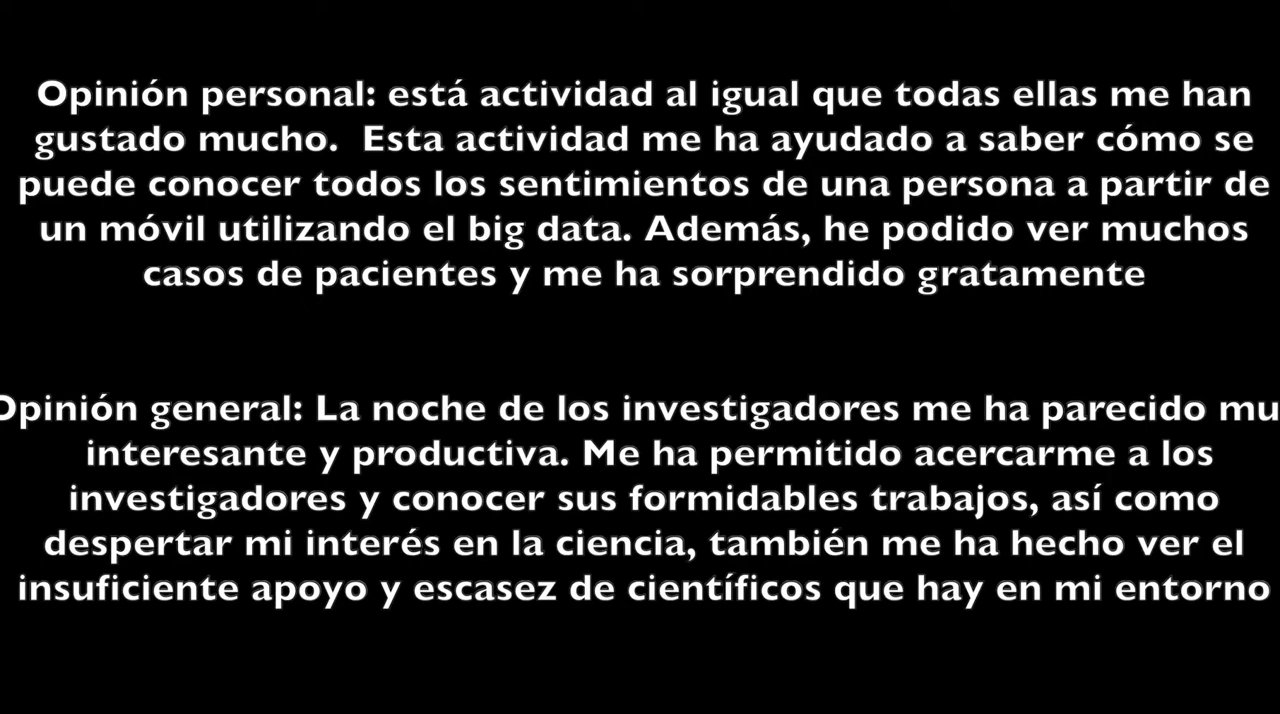 Opinión personal: está actividad al igual que todas ellas me han
gustado mucho.  Esta actividad me ha ayudado a saber cómo se
puede conocer todos los sentimientos de una persona a partir de
un móvil utilizando el big data. Además, he podido ver muchos
casos de pacientes y me ha sorprendido gratamente
Opinión general: La noche de los investigadores me ha parecido mu
interesante y productiva. Me ha permitido acercarme a los
investigadores y conocer sus formidables trabajos, así como
despertar mi interés en la ciencia, también me ha hecho ver el
insuficiente apoyo y escasez de científicos que hay en mi entorno